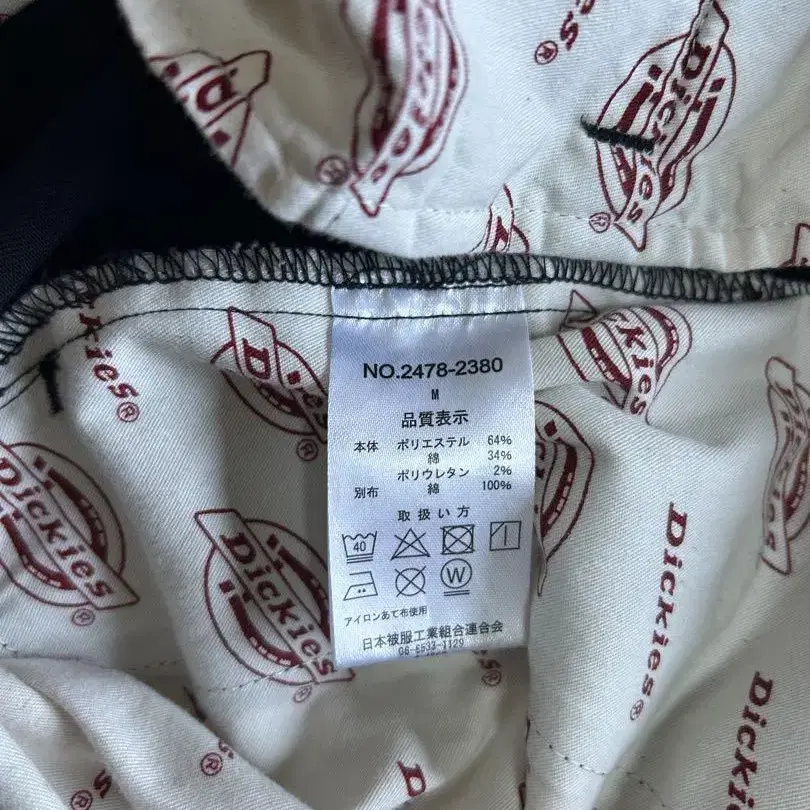 Dickies®
Dickies
Dickies
NO.2478-2380
M
品質表示
本体 ポリエステル 64%
綿 34%
ポリウレタン 2%
別布 綿 100%
取扱い方
40
W
アイロンあて布使用
日本被服工業組合連合会
Dickies®
Dickies®
Dickies®
Dickies